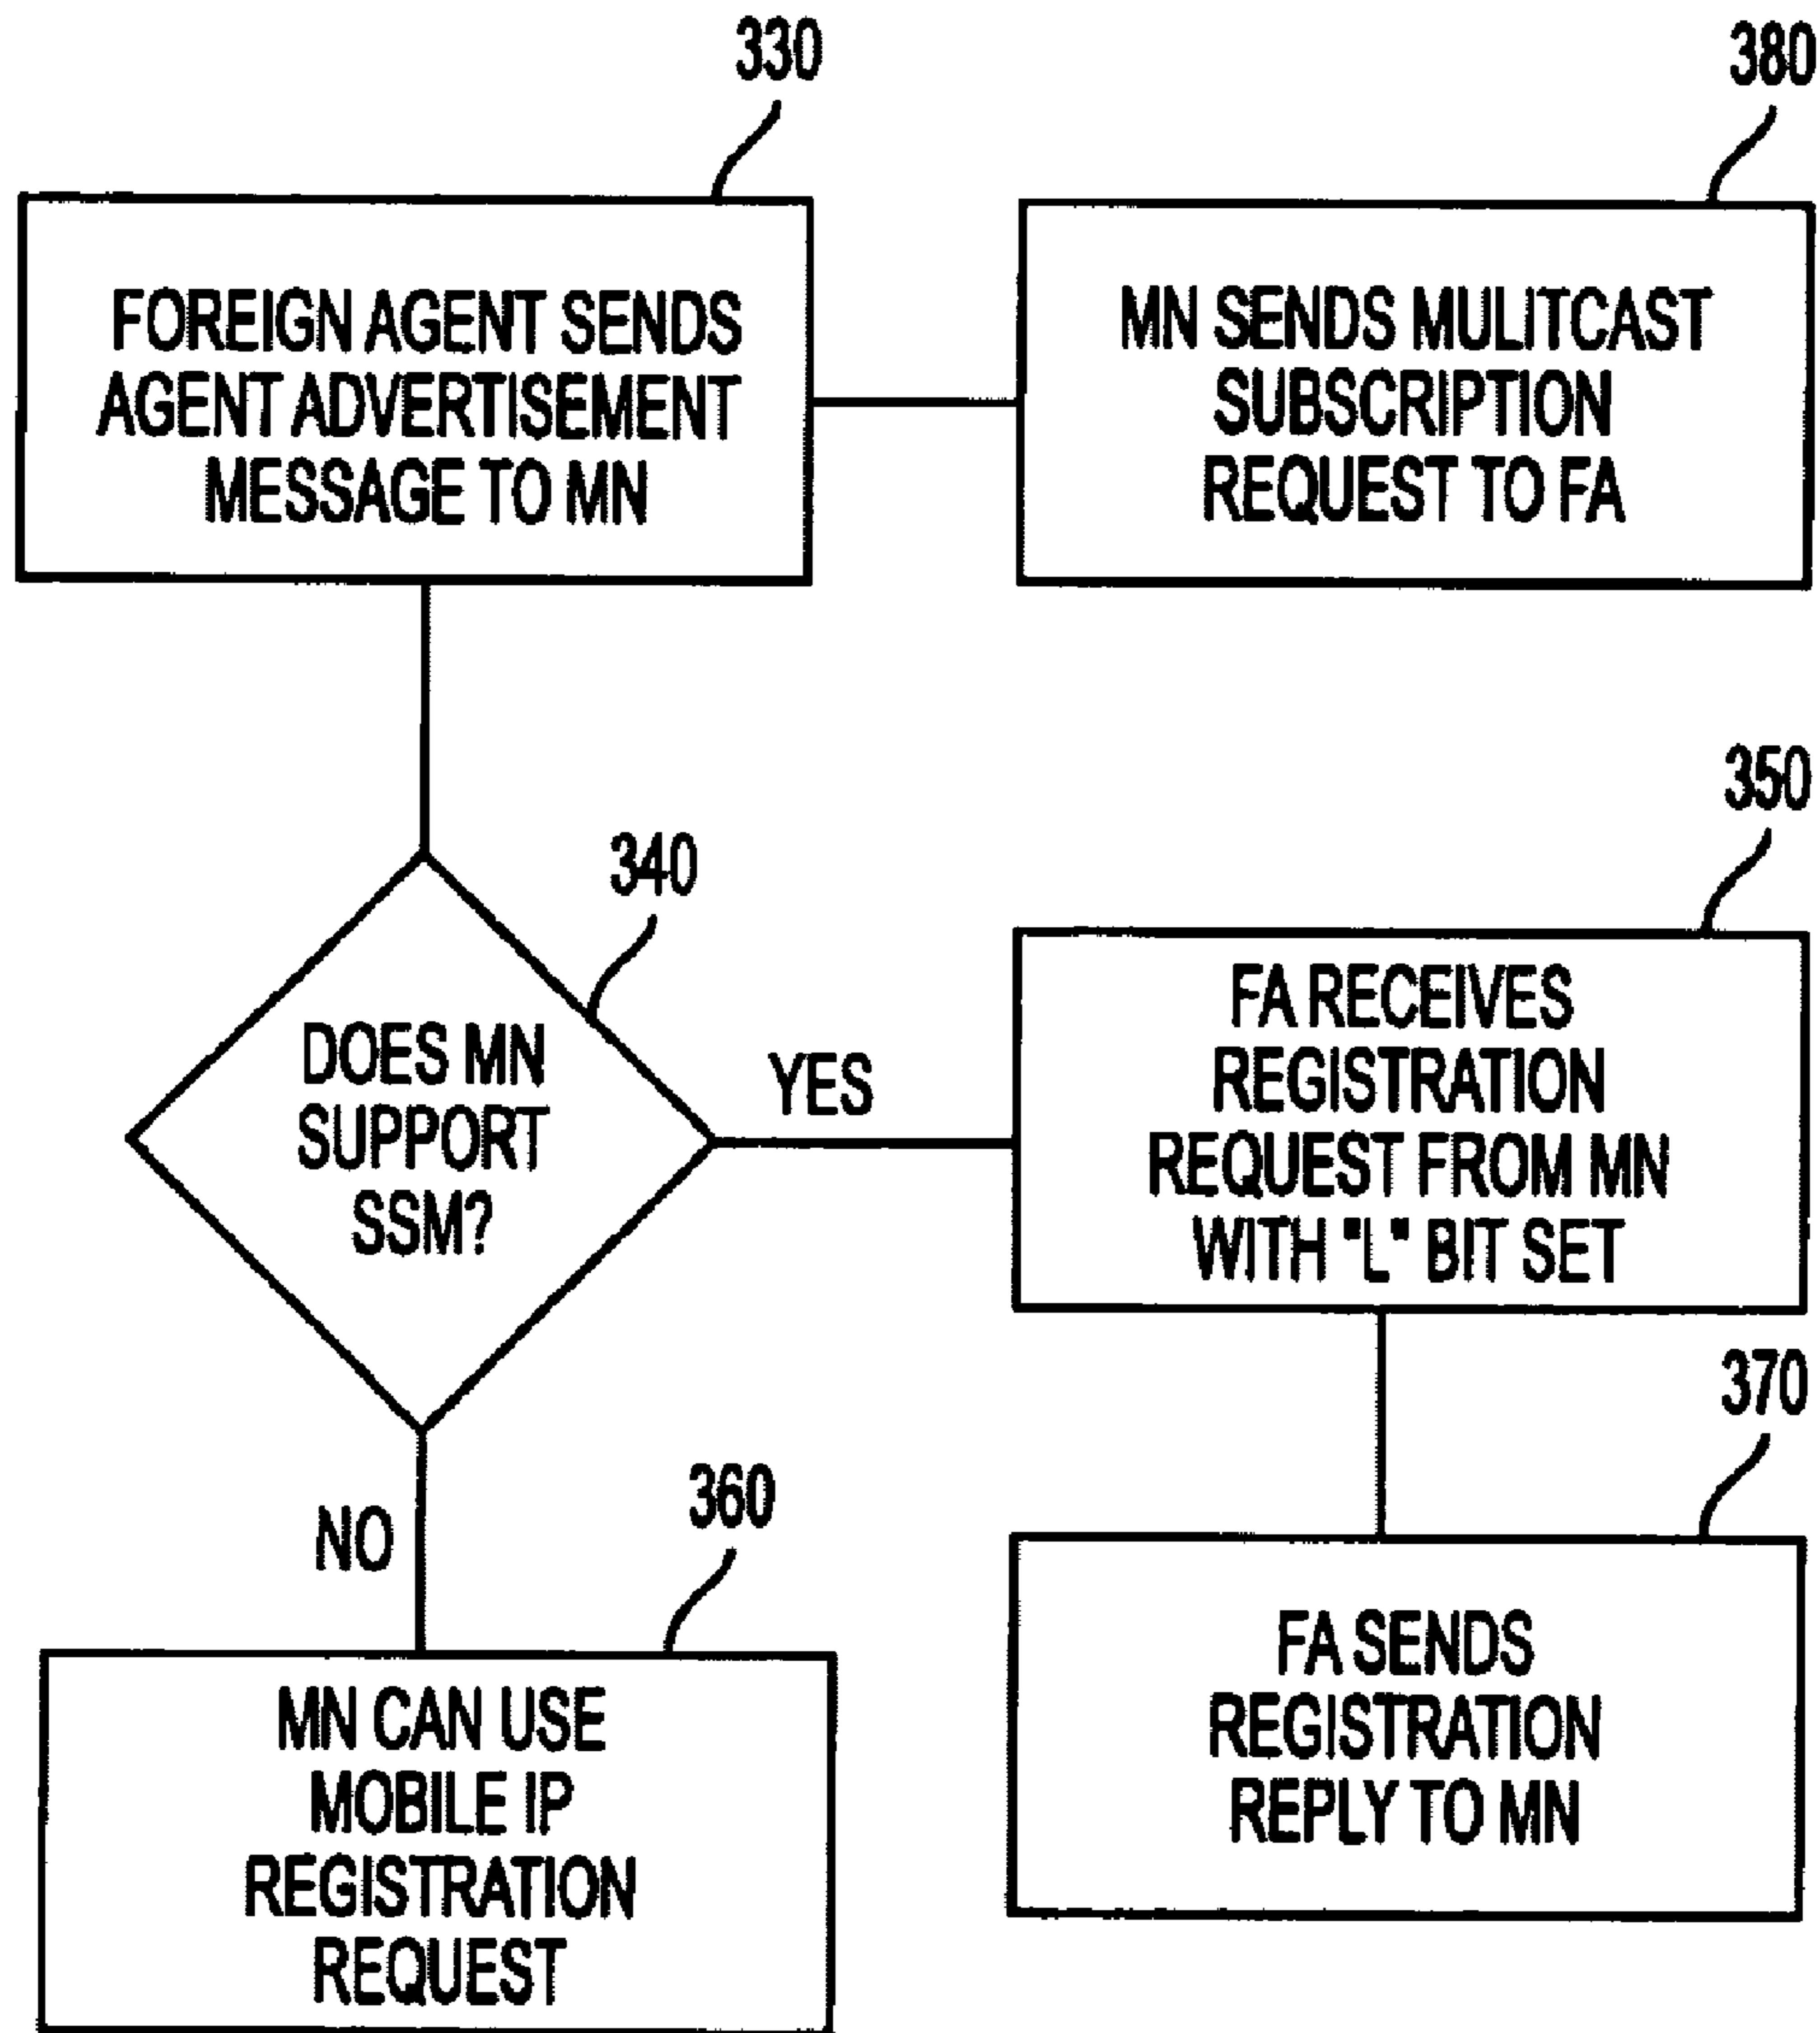 330
FOREIGN AGENT SENDS
AGENT ADVERTISEMENT
MESSAGE TO MN
380
MN SENDS MULITCAST
SUBSCRIPTION
REQUEST TO FA
340
DOES MN
SUPPORT
SSM?
YES
350
FA RECEIVES
REGISTRATION
REQUEST FROM MN
WITH "L" BIT SET
NO
360
MN CAN USE
MOBILE IP
REGISTRATION
REQUEST
370
FA SENDS
REGISTRATION
REPLY TO MN